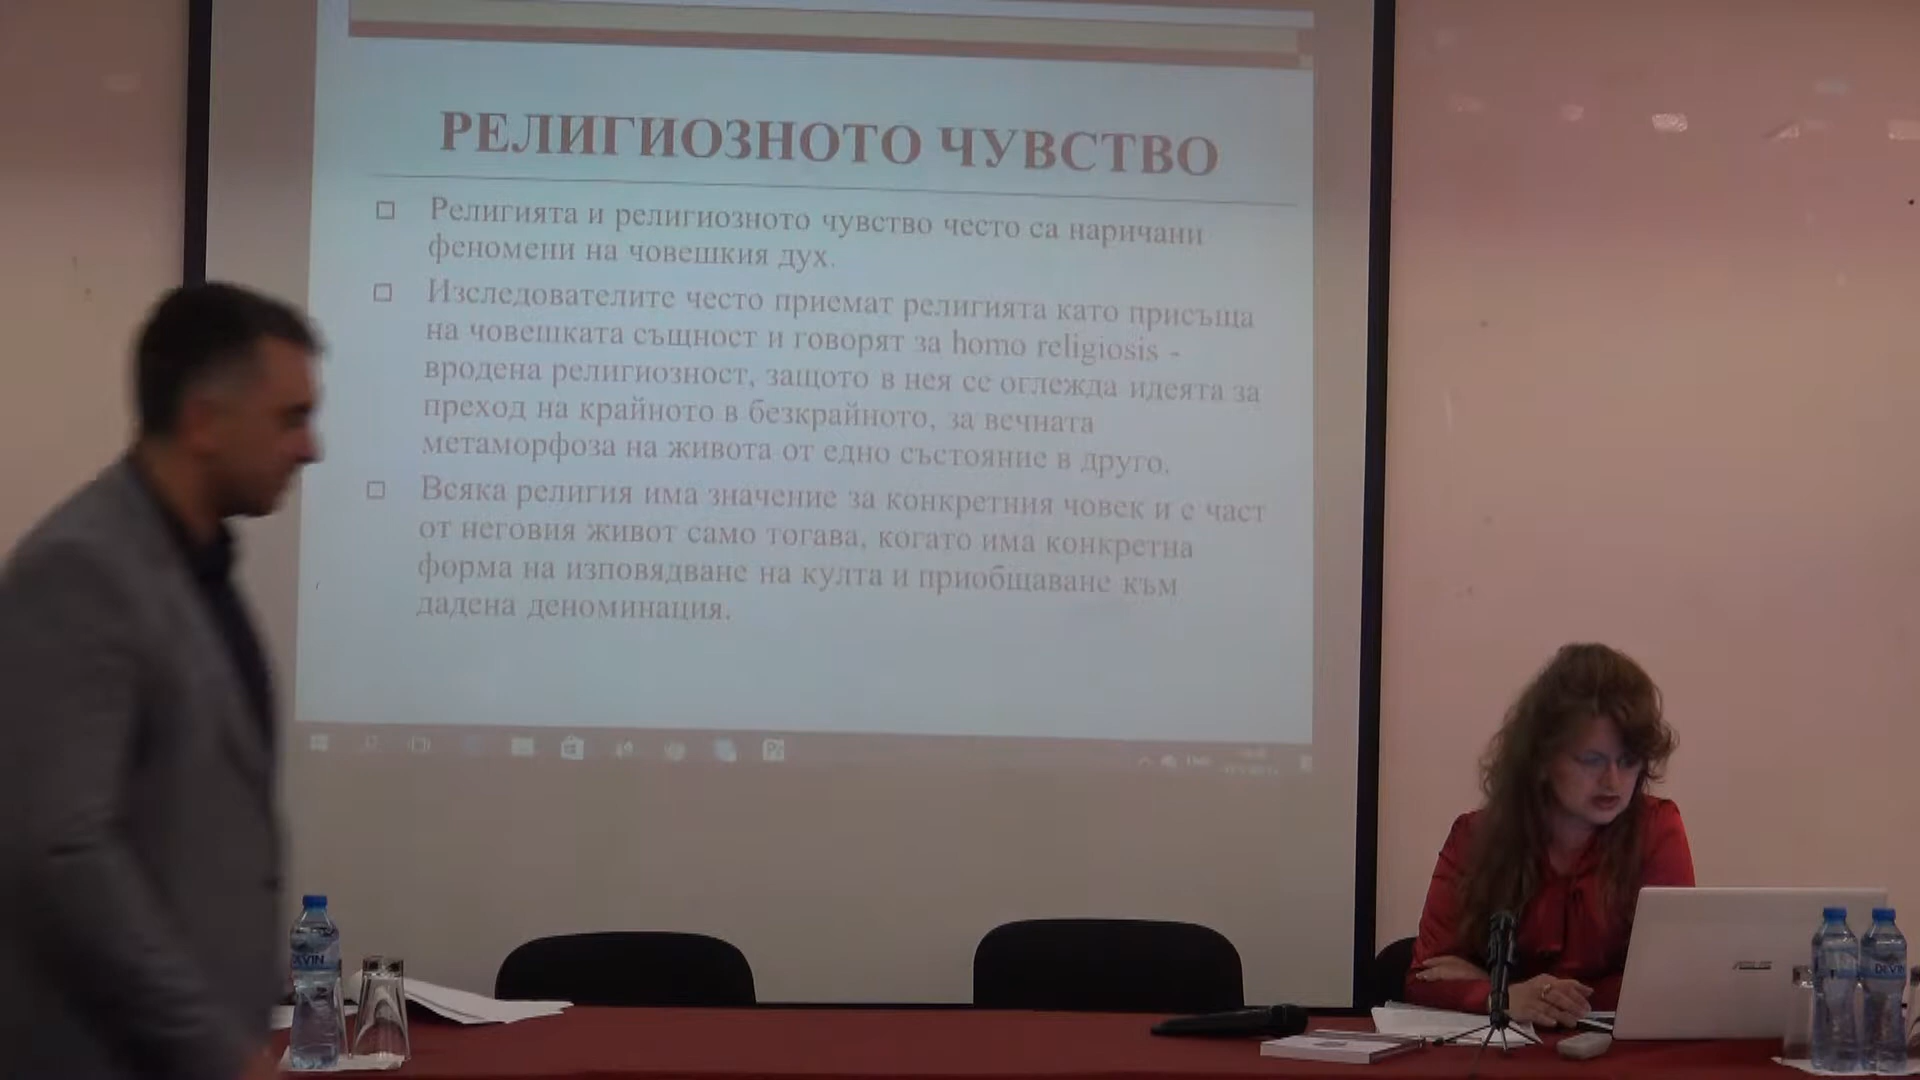 РЕЛИГИОЗНОТО ЧУВСТВО
Религията и религиозното чувство често са наричани
феномени на човешкия дух.
Изследователите често приемат религията като присъща
на човешката същност и говорят за homo religiosis -
вродена религиозност, защото в нея се оглежда идеята за
преход на крайното в безкрайното, за вечната
метаморфоза на живота от едно състояние в друго.
Всяка религия има значение за конкретния човек и е част
от неговия живот само тогава, когато има конкретна
форма на изповядване на култа и приобщаване към
дадена деноминация.
ASUS
DEVIN